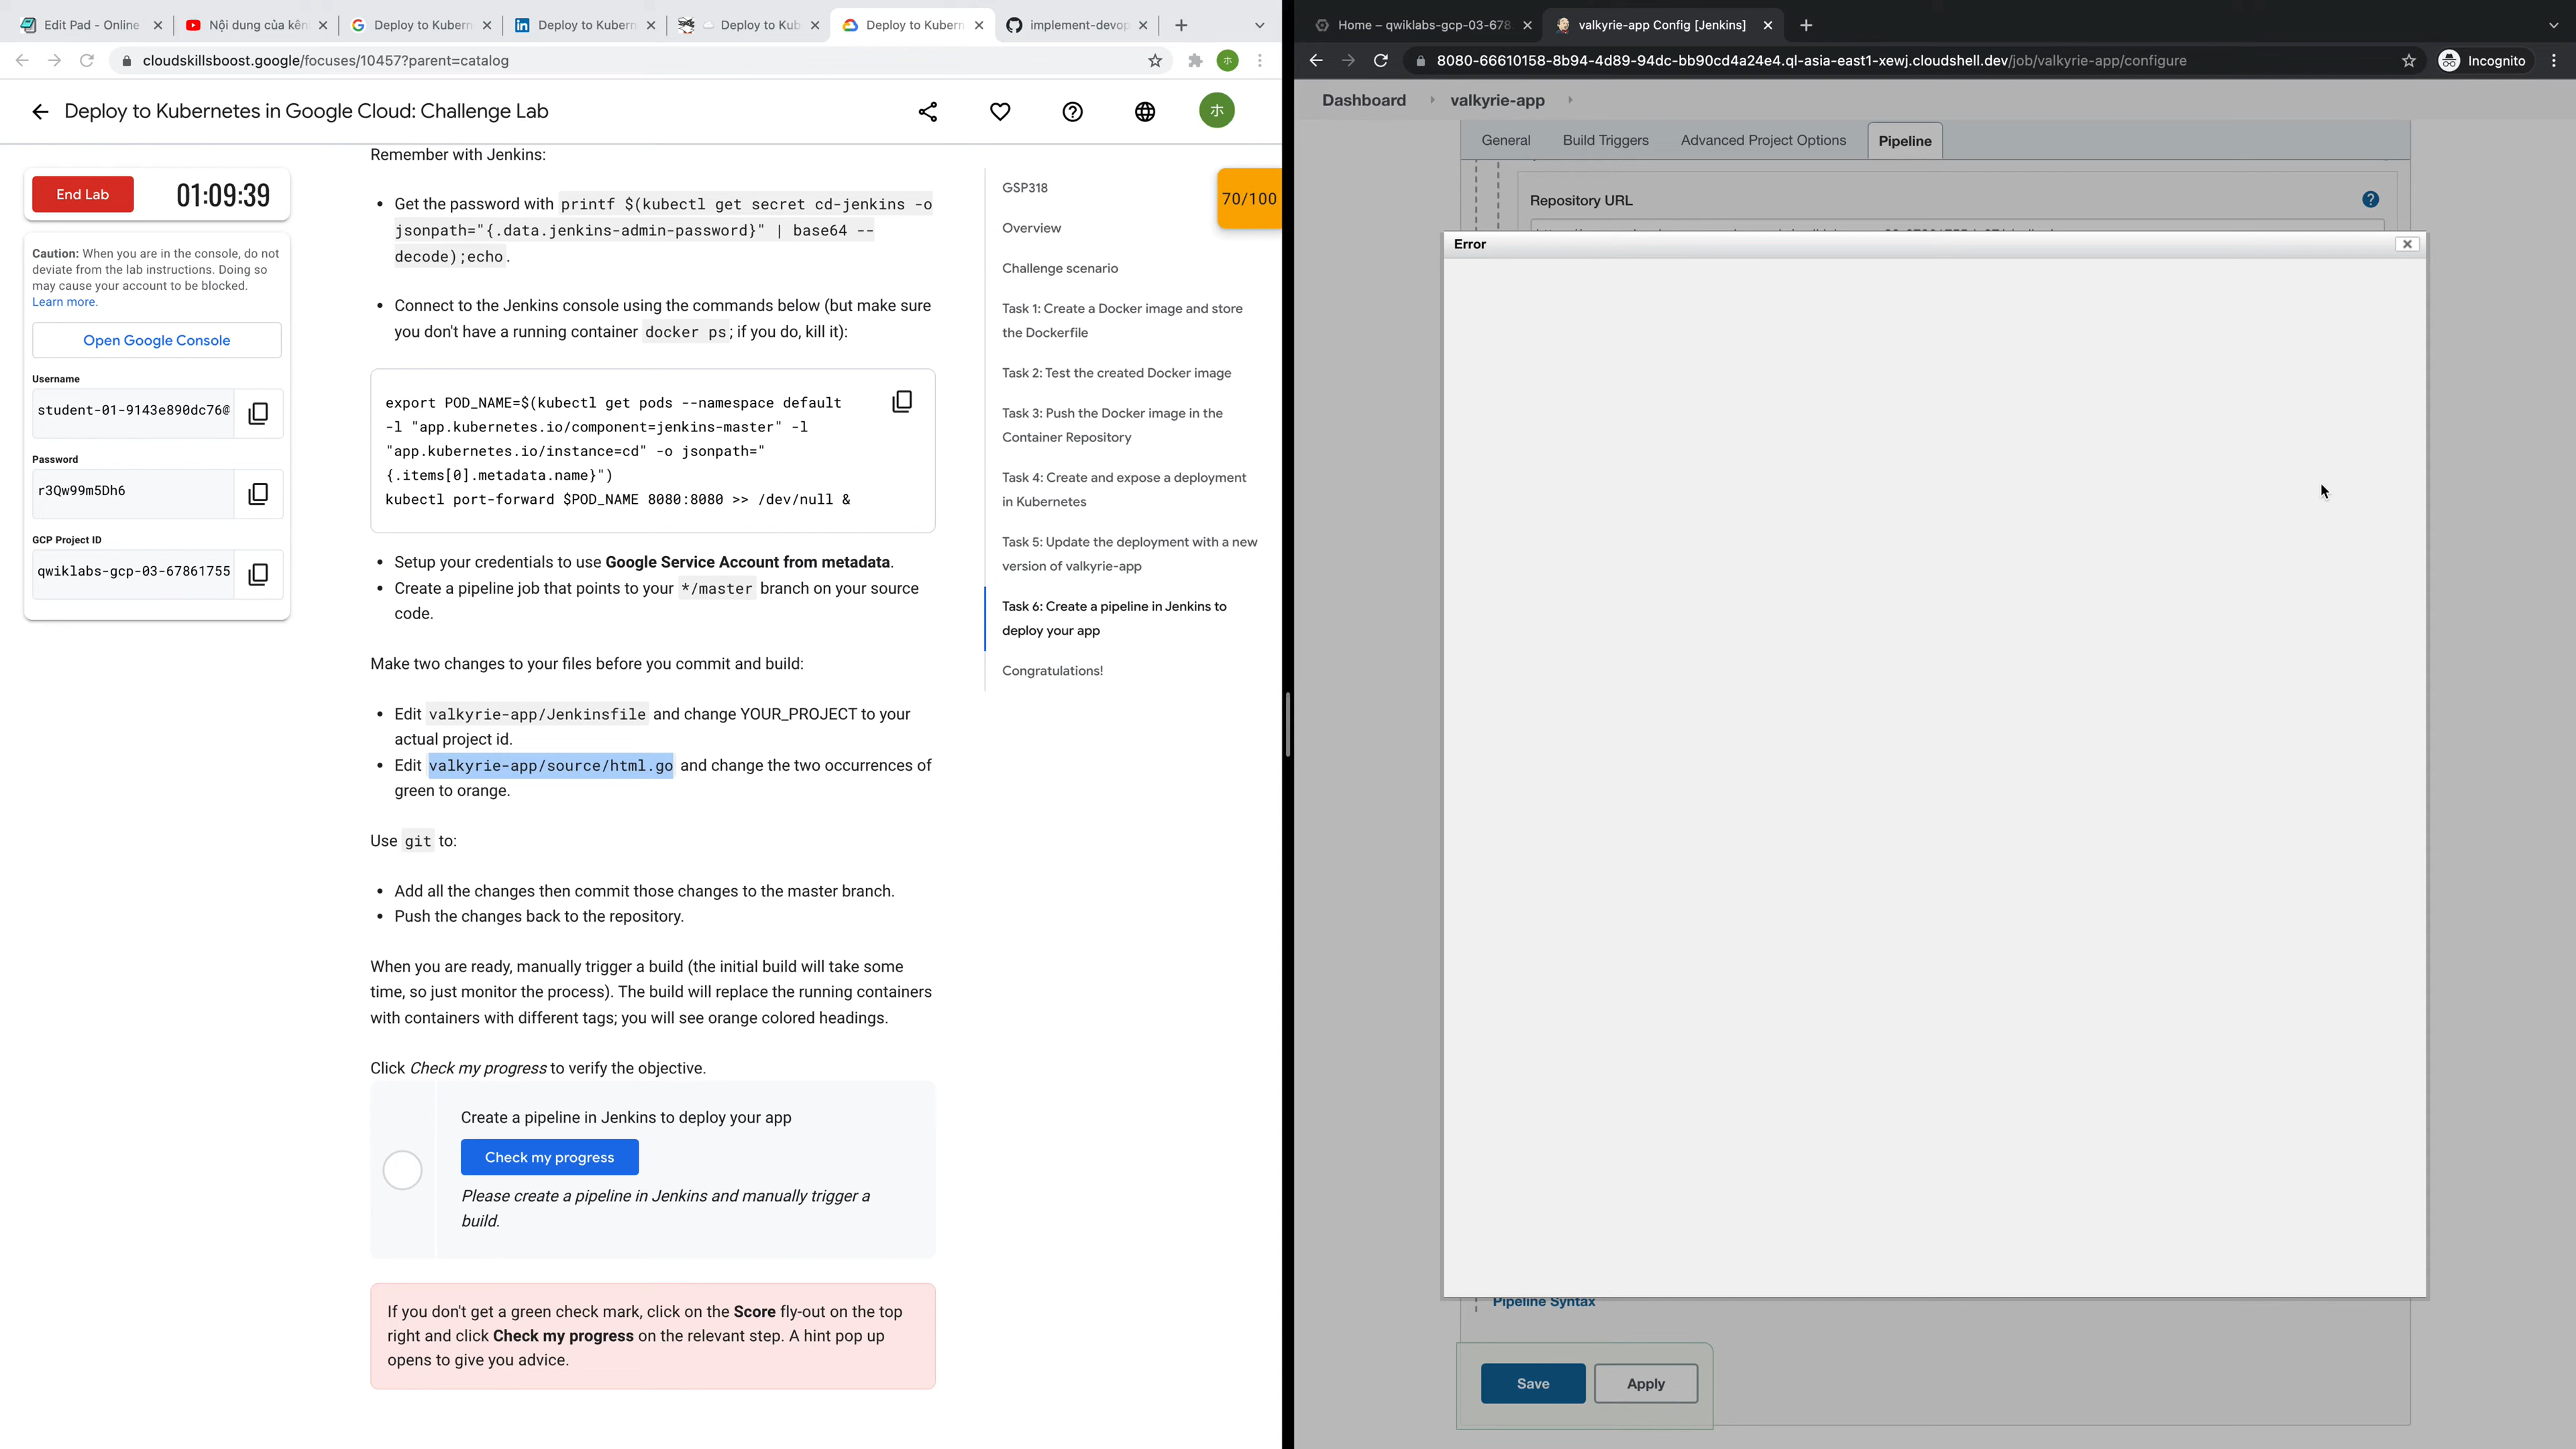 Edit Pad - Online
Nội dung của kên
Deploy to Kubern
Deploy to Kubern
Deploy to Kub
Deploy to Kubern
implement-devop
cloudskillsboost.google/focuses/10457?parent=catalog
ホ
Deploy to Kubernetes in Google Cloud: Challenge Lab
ホ
End Lab
01:09:39
Caution: When you are in the console, do not
deviate from the lab instructions. Doing so
may cause your account to be blocked.
Learn more.
Open Google Console
Username
student-01-9143e890dc76@
Password
r3Qw99m5Dh6
GCP Project ID
qwiklabs-gcp-03-67861755
Remember with Jenkins:
• Get the password with printf $(kubectl get secret cd-jenkins -o
jsonpath="{.data.jenkins-admin-password}" | base64 --
decode);echo.
• Connect to the Jenkins console using the commands below (but make sure
you don't have a running container docker ps; if you do, kill it):
export POD_NAME=$(kubectl get pods --namespace default
-l "app.kubernetes.io/component=jenkins-master" -l
"app.kubernetes.io/instance=cd" -o jsonpath="
{.items[0].metadata.name}")
kubectl port-forward $POD_NAME 8080:8080 >> /dev/null &
• Setup your credentials to use Google Service Account from metadata.
• Create a pipeline job that points to your */master branch on your source
code.
Make two changes to your files before you commit and build:
• Edit valkyrie-app/Jenkinsfile and change YOUR_PROJECT to your
actual project id.
• Edit valkyrie-app/source/html.go and change the two occurrences of
green to orange.
Use git to:
• Add all the changes then commit those changes to the master branch.
• Push the changes back to the repository.
When you are ready, manually trigger a build (the initial build will take some
time, so just monitor the process). The build will replace the running containers
with containers with different tags; you will see orange colored headings.
Click Check my progress to verify the objective.
Create a pipeline in Jenkins to deploy your app
Check my progress
Please create a pipeline in Jenkins and manually trigger a
build.
If you don't get a green check mark, click on the Score fly-out on the top
right and click Check my progress on the relevant step. A hint pop up
opens to give you advice.
GSP318
Overview
Challenge scenario
Task 1: Create a Docker image and store
the Dockerfile
Task 2: Test the created Docker image
Task 3: Push the Docker image in the
Container Repository
Task 4: Create and expose a deployment
in Kubernetes
Task 5: Update the deployment with a new
version of valkyrie-app
Task 6: Create a pipeline in Jenkins to
deploy your app
Congratulations!
70/100
Home – qwiklabs-gcp-03-678
valkyrie-app Config [Jenkins]
8080-66610158-8b94-4d89-94dc-bb90cd4a24e4.ql-asia-east1-xewj.cloudshell.dev/job/valkyrie-app/configure
Incognito
Dashboard
valkyrie-app
General
Build Triggers
Advanced Project Options
Pipeline
Repository URL
Error
Pipeline Syntax
Save
Apply